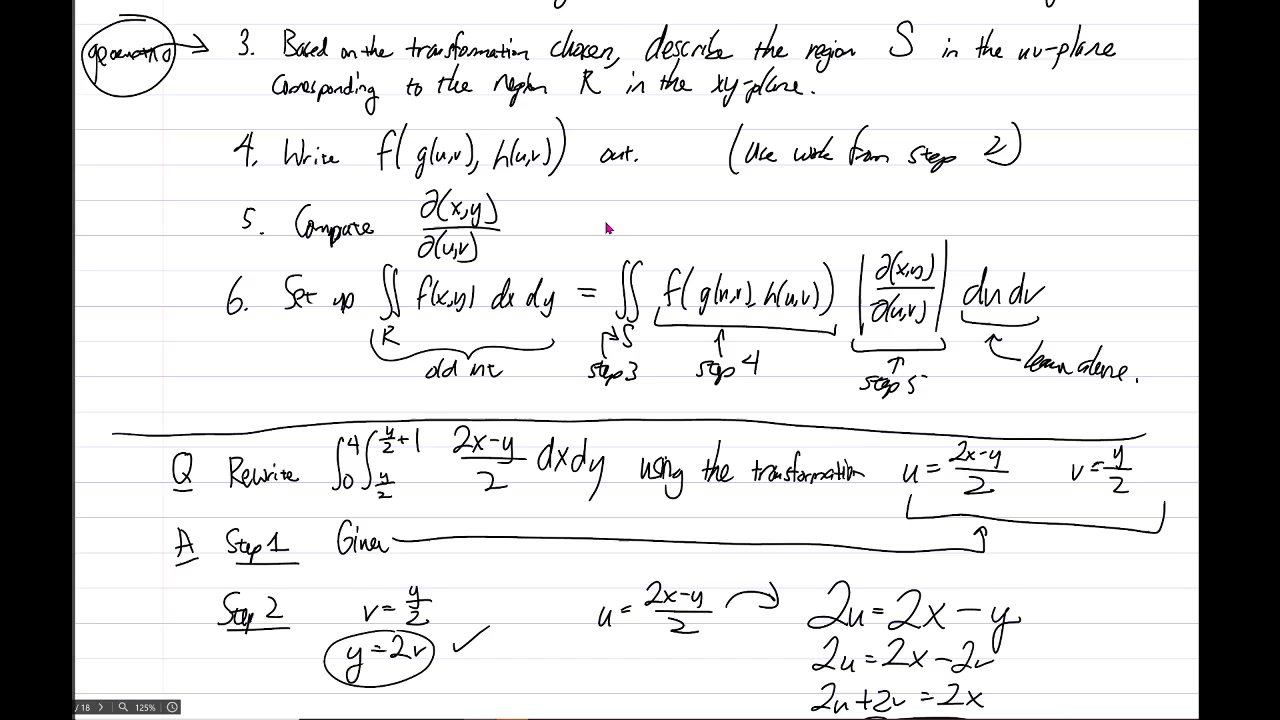 geometric → 3. Based on the transformation chosen, describe the region S in the uv-plane
corresponding to the region R in the xy-plane.
4. Write f(g(u,v), h(u,v)) out. (Use work from step 2)
5. Compute ∂(x,y)/∂(u,v)
6. Set up ∬_R f(x,y) dx dy = ∬_S f(g(u,v), h(u,v)) |∂(x,y)/∂(u,v)| du dv
old int step 3 step 4 step 5 leave alone.
Q Rewrite ∫_0^4 ∫_{y/2}^{y/2+1} (2x-y)/2 dx dy using the transformation u = (2x-y)/2 v = y/2
A Step 1 Given
Step 2 v = y/2 u = (2x-y)/2 2u = 2x - y
y = 2v ✓ 2u = 2x - 2v
2u + 2v = 2x
/ 18 125%